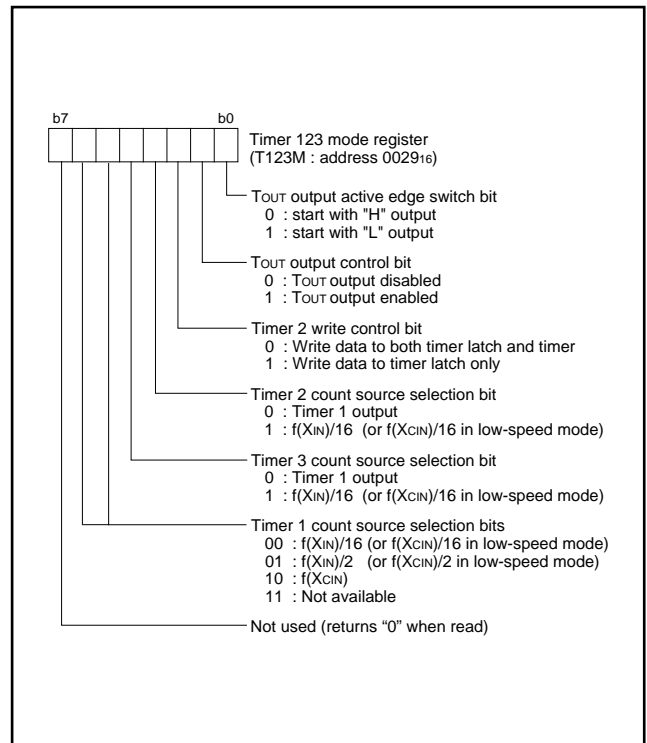 b7 b0
Timer 123 mode register
(T123M : address 002916)
TOUT output active edge switch bit
0 : start with "H" output
1 : start with "L" output
TOUT output control bit
0 : TOUT output disabled
1 : TOUT output enabled
Timer 2 write control bit
0 : Write data to both timer latch and timer
1 : Write data to timer latch only
Timer 2 count source selection bit
0 : Timer 1 output
1 : f(XIN)/16 (or f(XCIN)/16 in low-speed mode)
Timer 3 count source selection bit
0 : Timer 1 output
1 : f(XIN)/16 (or f(XCIN)/16 in low-speed mode)
Timer 1 count source selection bits
00 : f(XIN)/16 (or f(XCIN)/16 in low-speed mode)
01 : f(XIN)/2 (or f(XCIN)/2 in low-speed mode)
10 : f(XCIN)
11 : Not available
Not used (returns “0” when read)